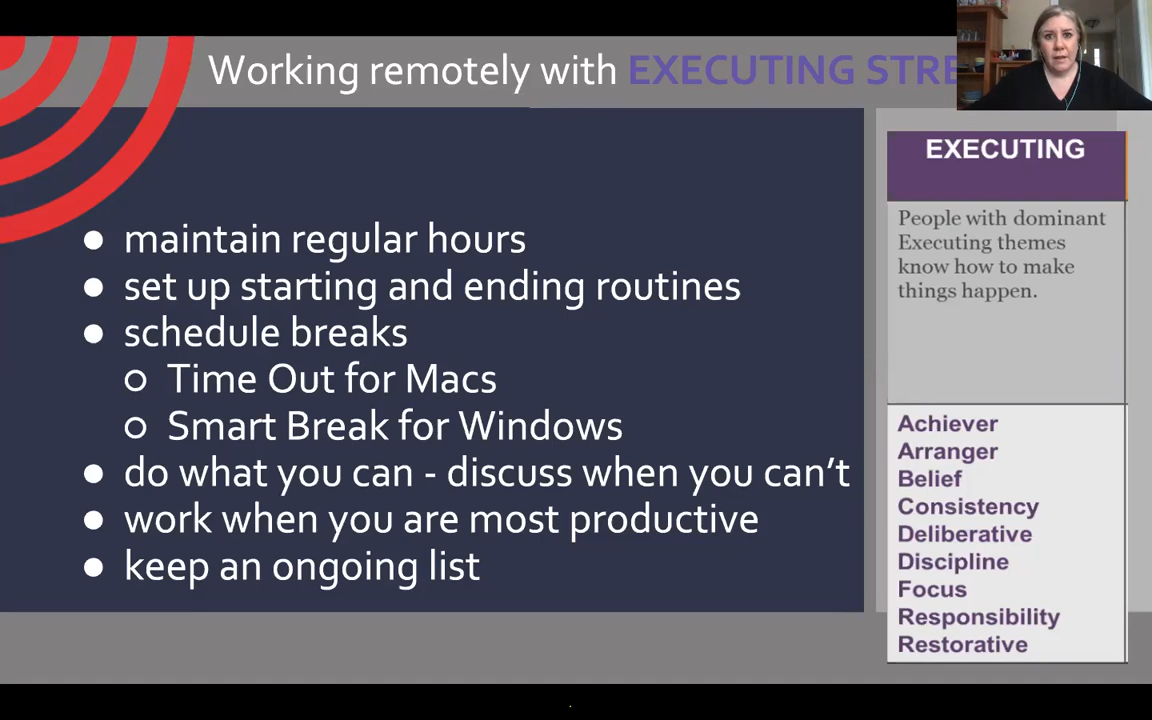 Working remotely with EXECUTING STRE
● maintain regular hours
● set up starting and ending routines
● schedule breaks
○ Time Out for Macs
○ Smart Break for Windows
● do what you can - discuss when you can’t
● work when you are most productive
● keep an ongoing list
EXECUTING
People with dominant
Executing themes
know how to make
things happen.
Achiever
Arranger
Belief
Consistency
Deliberative
Discipline
Focus
Responsibility
Restorative